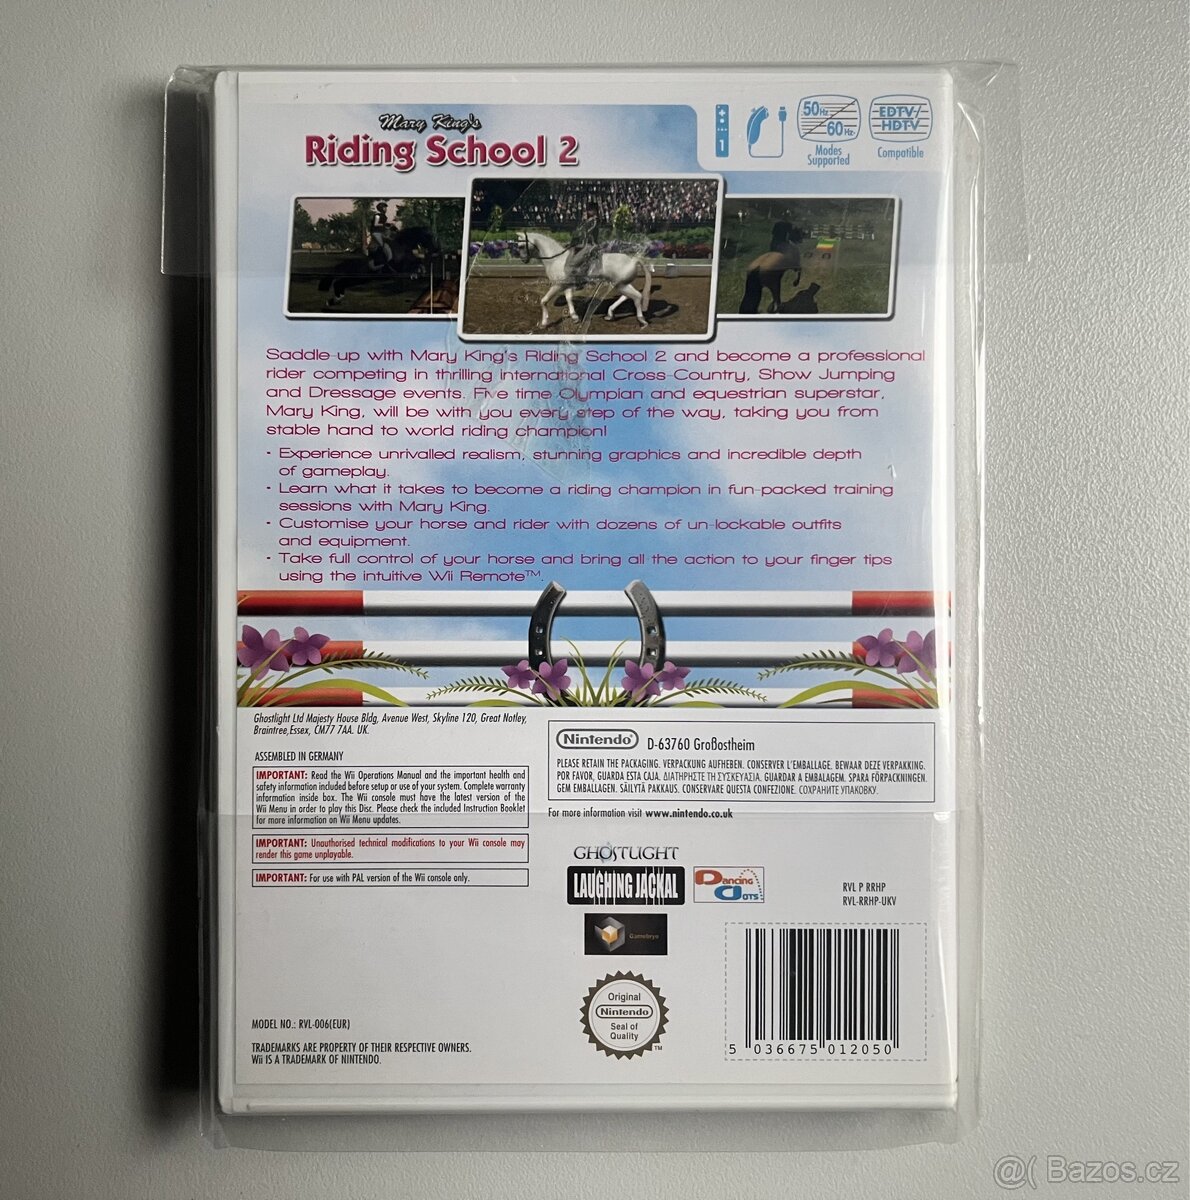 Mary King's
Riding School 2
1
50Hz
60Hz
Modes
Supported
EDTV/
HDTV
Compatible
Saddle-up with Mary King's Riding School 2 and become a professional
rider competing in thrilling international Cross-Country, Show Jumping
and Dressage events. Five time Olympian and equestrian superstar,
Mary King, will be with you every step of the way, taking you from
stable hand to world riding champion!
• Experience unrivalled realism, stunning graphics and incredible depth
of gameplay.
• Learn what it takes to become a riding champion in fun-packed training
sessions with Mary King.
• Customise your horse and rider with dozens of un-lockable outfits
and equipment.
• Take full control of your horse and bring all the action to your finger tips
using the intuitive Wii Remote™.
Ghostlight Ltd Majesty House Bldg, Avenue West, Skyline 120, Great Notley,
Braintree,Essex, CM77 7AA. UK.
ASSEMBLED IN GERMANY
IMPORTANT: Read the Wii Operations Manual and the important health and
safety information included before setup or use of your system. Complete warranty
information inside box. The Wii console must have the latest version of the
Wii Menu in order to play this Disc. Please check the included Instruction Booklet
for more information on Wii Menu updates.
IMPORTANT: Unauthorised technical modifications to your Wii console may
render this game unplayable.
IMPORTANT: For use with PAL version of the Wii console only.
Nintendo® D-63760 Großostheim
PLEASE RETAIN THE PACKAGING. VERPACKUNG AUFHEBEN. CONSERVER L'EMBALLAGE. BEWAAR DEZE VERPAKKING.
POR FAVOR, GUARDA ESTA CAJA. ΔΙΑΤΗΡΗΣΤΕ ΤΗ ΣΥΣΚΕΥΑΣΙΑ. GUARDAR A EMBALAGEM. SPARA FÖRPACKNINGEN.
GEM EMBALLAGEN. SÄILYTÄ PAKKAUS. CONSERVARE QUESTA CONFEZIONE. СОХРАНИТЕ УПАКОВКУ.
For more information visit www.nintendo.co.uk
GHOSTLIGHT
LAUGHING JACKAL
Dancing
Dots
Gamebryo
RVL P RRHP
RVL-RRHP-UKV
Original
Nintendo
Seal of
Quality
TM
5 036675 012050
MODEL NO.: RVL-006(EUR)
TRADEMARKS ARE PROPERTY OF THEIR RESPECTIVE OWNERS.
Wii IS A TRADEMARK OF NINTENDO.
@( Bazos.cz